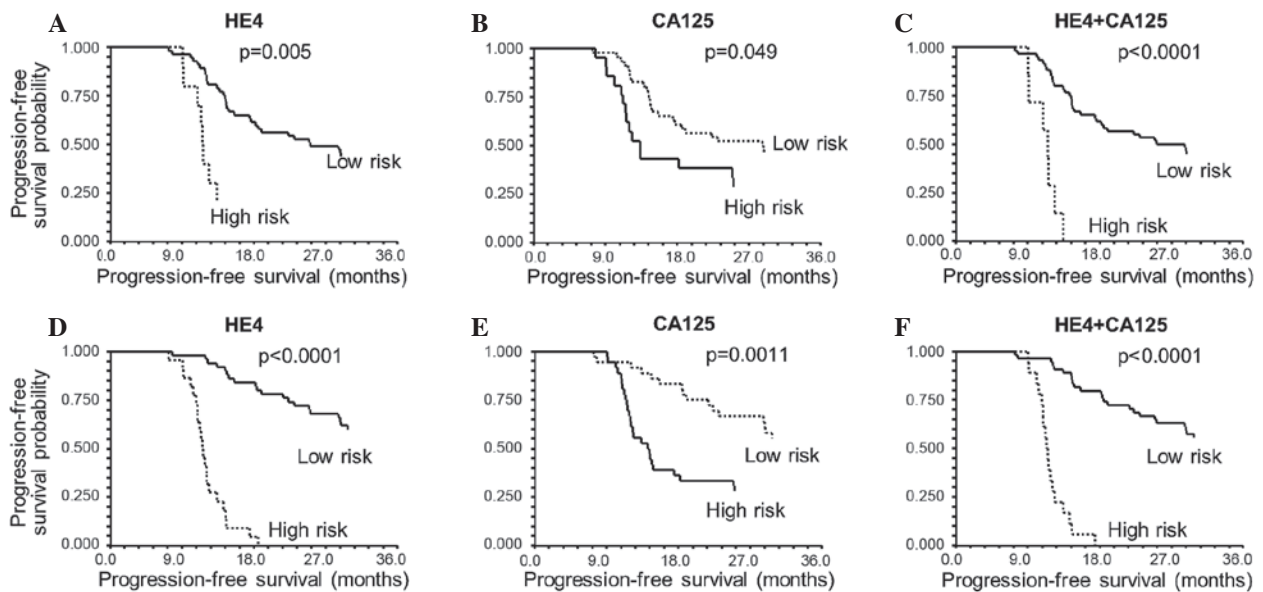 A
HE4
p=0.005
Progression-free
survival probability
1.000
0.750
0.500
0.250
0.000
Low risk
High risk
0.0 9.0 18.0 27.0 36.0
Progression-free survival (months)
B
CA125
p=0.049
1.000
0.750
0.500
0.250
0.000
Low risk
High risk
0.0 9.0 18.0 27.0 36.0
Progression-free survival (months)
C
HE4+CA125
p<0.0001
1.000
0.750
0.500
0.250
0.000
Low risk
High risk
0.0 9.0 18.0 27.0 36.0
Progression-free survival (months)
D
HE4
p<0.0001
Progression-free
survival probability
1.000
0.750
0.500
0.250
0.000
Low risk
High risk
0.0 9.0 18.0 27.0 36.0
Progression-free survival (months)
E
CA125
p=0.0011
1.000
0.750
0.500
0.250
0.000
Low risk
High risk
0.0 9.0 18.0 27.0 36.0
Progression-free survival (months)
F
HE4+CA125
p<0.0001
1.000
0.750
0.500
0.250
0.000
Low risk
High risk
0.0 9.0 18.0 27.0 36.0
Progression-free survival (months)